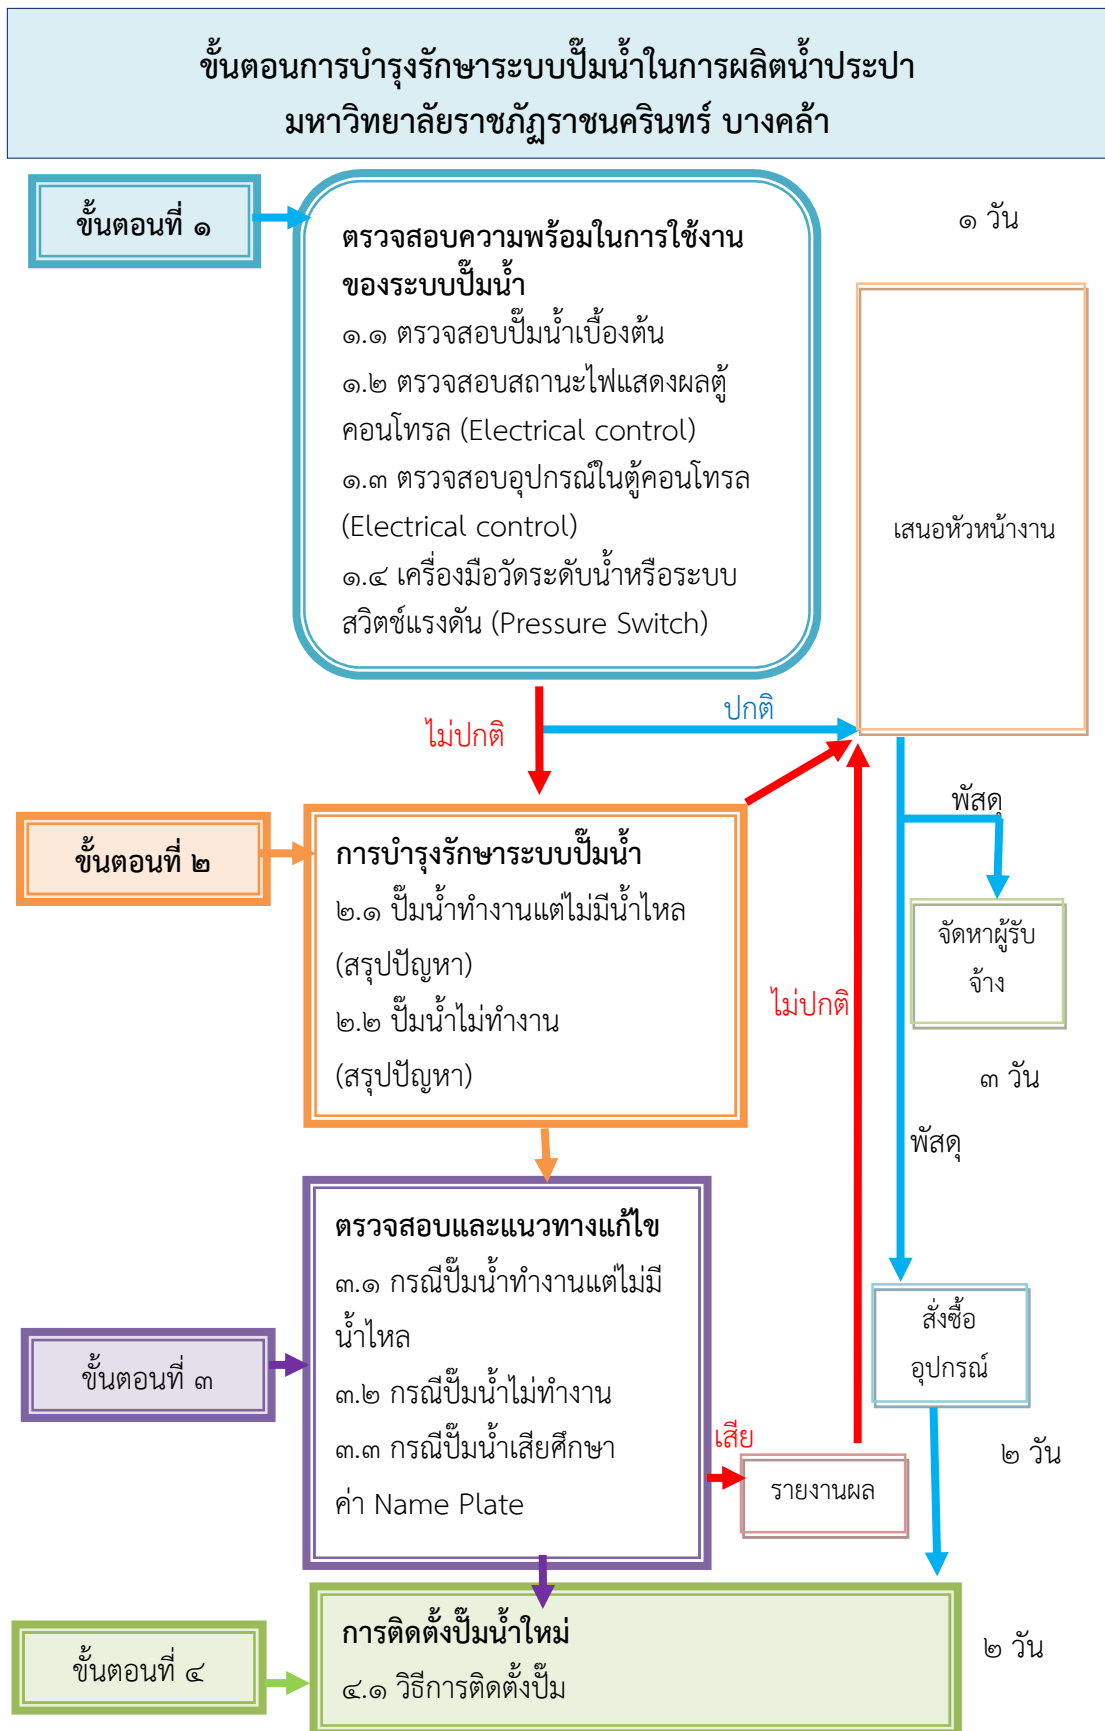 ขั้นตอนการบำรุงรักษาระบบปั๊มน้ำในการผลิตน้ำประปา
มหาวิทยาลัยราชภัฏราชนครินทร์ บางคล้า
ขั้นตอนที่ ๑
ตรวจสอบความพร้อมในการใช้งาน
ของระบบปั๊มน้ำ
๑.๑ ตรวจสอบปั๊มน้ำเบื้องต้น
๑.๒ ตรวจสอบสถานะไฟแสดงผลตู้
คอนโทรล (Electrical control)
๑.๓ ตรวจสอบอุปกรณ์ในตู้คอนโทรล
(Electrical control)
๑.๔ เครื่องมือวัดระดับน้ำหรือระบบ
สวิตช์แรงดัน (Pressure Switch)
๑ วัน
เสนอหัวหน้างาน
ไม่ปกติ
ปกติ
ขั้นตอนที่ ๒
การบำรุงรักษาระบบปั๊มน้ำ
๒.๑ ปั๊มน้ำทำงานแต่ไม่มีน้ำไหล
(สรุปปัญหา)
๒.๒ ปั๊มน้ำไม่ทำงาน
(สรุปปัญหา)
พัสดุ
จัดหาผู้รับ
จ้าง
ไม่ปกติ
๓ วัน
พัสดุ
ขั้นตอนที่ ๓
ตรวจสอบและแนวทางแก้ไข
๓.๑ กรณีปั๊มน้ำทำงานแต่ไม่มี
น้ำไหล
๓.๒ กรณีปั๊มน้ำไม่ทำงาน
๓.๓ กรณีปั๊มน้ำเสียศึกษา
ค่า Name Plate
สั่งซื้อ
อุปกรณ์
เสีย
รายงานผล
๒ วัน
ขั้นตอนที่ ๔
การติดตั้งปั๊มน้ำใหม่
๔.๑ วิธีการติดตั้งปั๊ม
๒ วัน